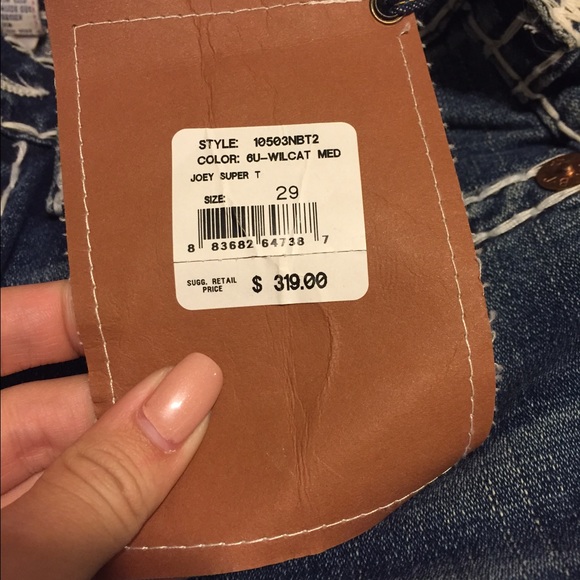 STYLE: 10503NBT2
COLOR: 6U-WILCAT MED
JOEY SUPER T
SIZE: 29
8 83682 64738 7
SUGG. RETAIL PRICE $ 319.00